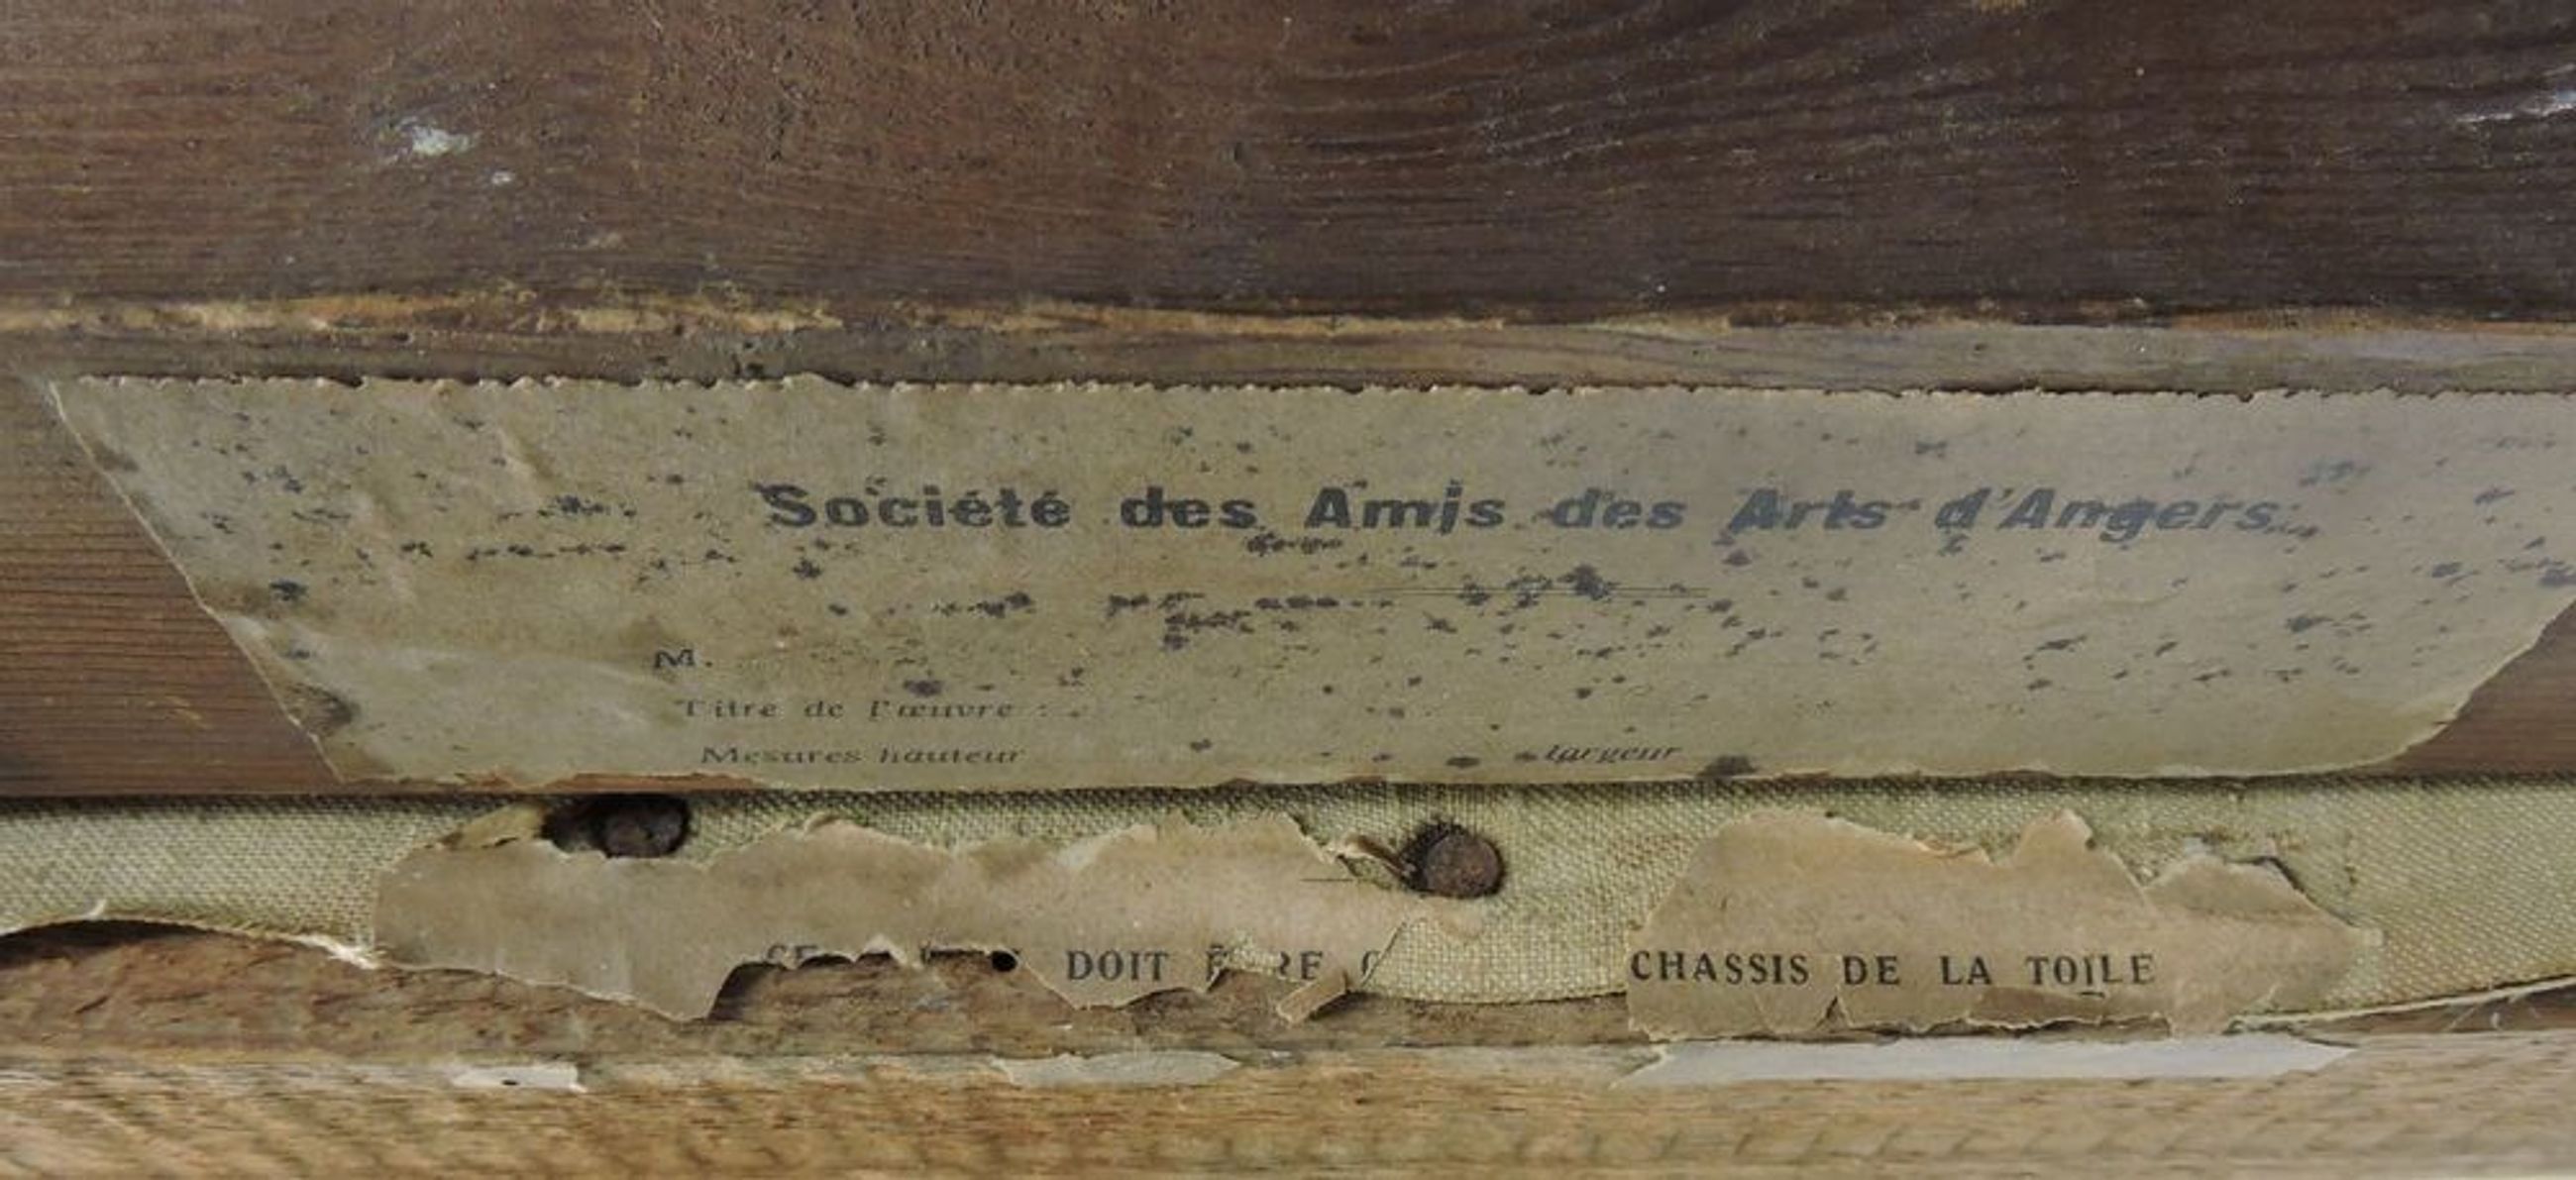 Société des Amis des Arts d'Angers
M.
Titre de l'œuvre :
Mesures hauteur largeur
DOIT CHASSIS DE LA TOILE